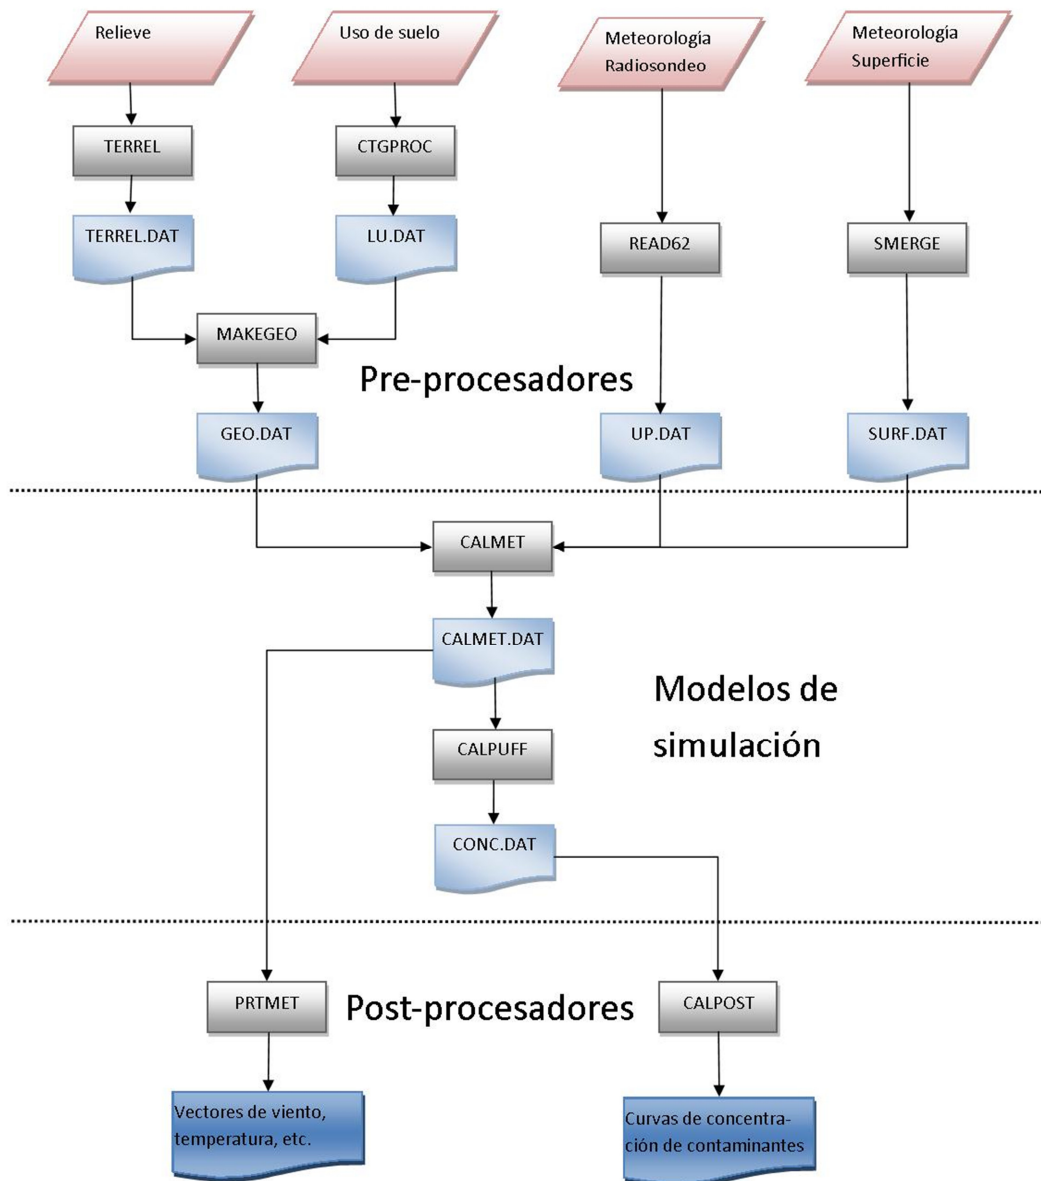 Relieve
Uso de suelo
Meteorología
Radiosondeo
Meteorología
Superficie
TERREL
CTGPROC
TERREL.DAT
LU.DAT
READ62
SMERGE
MAKEGEO
Pre-procesadores
GEO.DAT
UP.DAT
SURF.DAT
CALMET
CALMET.DAT
Modelos de
simulación
CALPUFF
CONC.DAT
PRTMET
Post-procesadores
CALPOST
Vectores de viento,
temperatura, etc.
Curvas de concentra-
ción de contaminantes